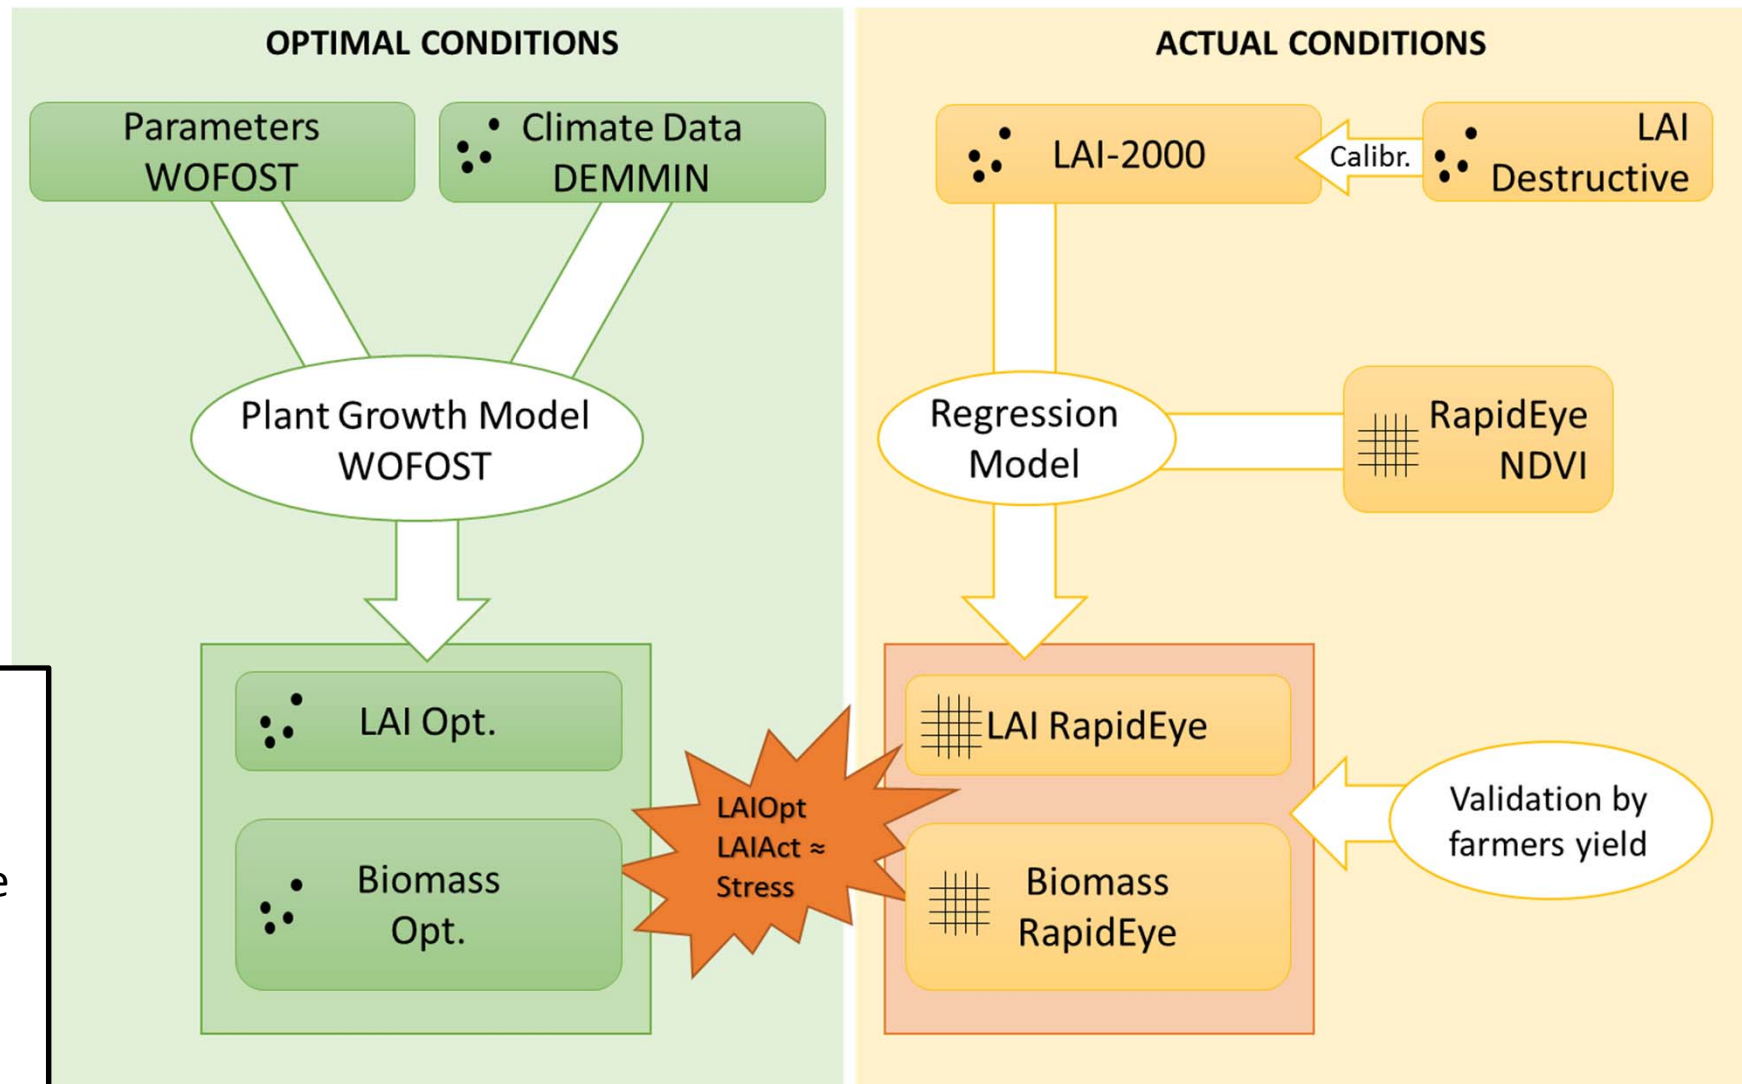 OPTIMAL CONDITIONS
Parameters
WOFOST
Climate Data
DEMMIN
Plant Growth Model
WOFOST
LAI Opt.
Biomass
Opt.
LAIOpt
LAIAct ≈
Stress
ACTUAL CONDITIONS
LAI-2000
Calibr.
LAI
Destructive
Regression
Model
RapidEye
NDVI
LAI RapidEye
Biomass
RapidEye
Validation by
farmers yield